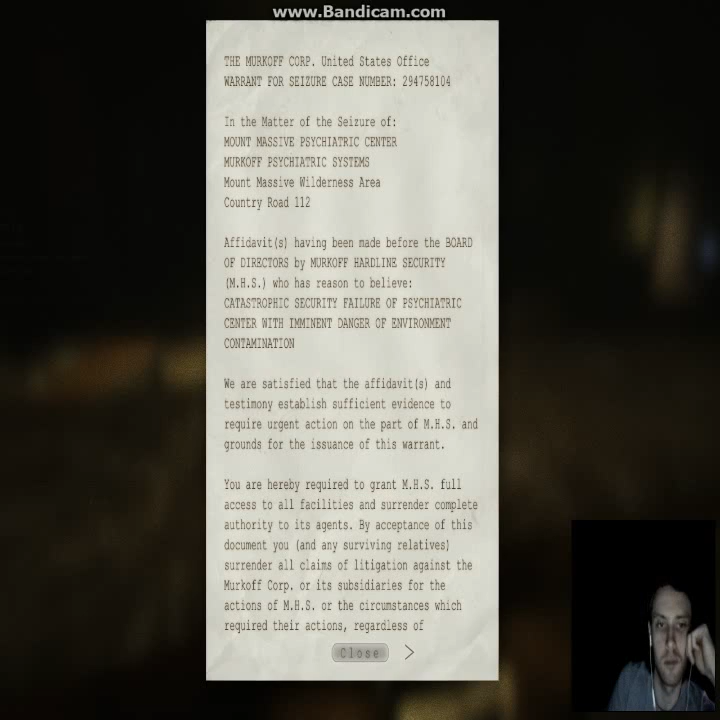 www.Bandicam.com
THE MURKOFF CORP. United States Office
WARRANT FOR SEIZURE CASE NUMBER: 294758104
In the Matter of the Seizure of:
MOUNT MASSIVE PSYCHIATRIC CENTER
MURKOFF PSYCHIATRIC SYSTEMS
Mount Massive Wilderness Area
Country Road 112
Affidavit(s) having been made before the BOARD
OF DIRECTORS by MURKOFF HARDLINE SECURITY
(M.H.S.) who has reason to believe:
CATASTROPHIC SECURITY FAILURE OF PSYCHIATRIC
CENTER WITH IMMINENT DANGER OF ENVIRONMENT
CONTAMINATION
We are satisfied that the affidavit(s) and
testimony establish sufficient evidence to
require urgent action on the part of M.H.S. and
grounds for the issuance of this warrant.
You are hereby required to grant M.H.S. full
access to all facilities and surrender complete
authority to its agents. By acceptance of this
document you (and any surviving relatives)
surrender all claims of litigation against the
Murkoff Corp. or its subsidiaries for the
actions of M.H.S. or the circumstances which
required their actions, regardless of
Close >